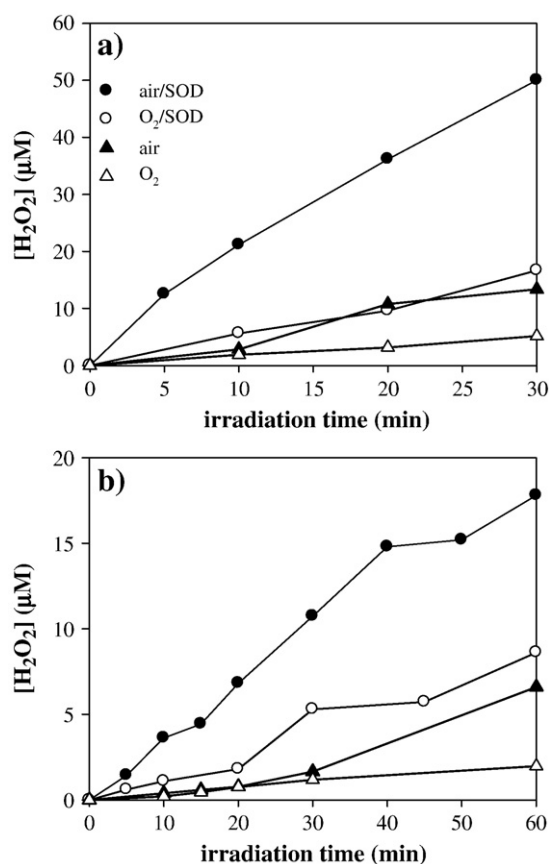 a)
60
50
40
30
20
10
0
[H₂O₂] (μM)
air/SOD
O₂/SOD
air
O₂
0 5 10 15 20 25 30
irradiation time (min)
b)
20
15
10
5
0
[H₂O₂] (μM)
0 10 20 30 40 50 60
irradiation time (min)